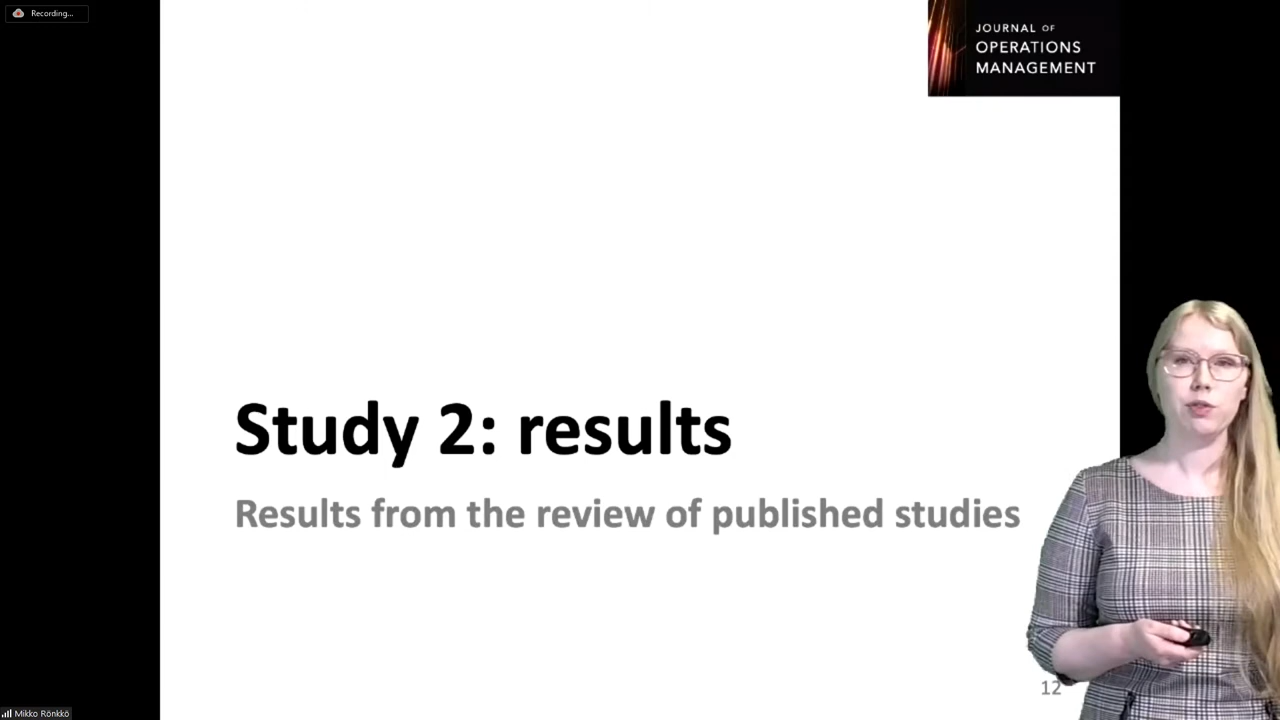 Recording...
JOURNAL OF
OPERATIONS
MANAGEMENT
Study 2: results
Results from the review of published studies
12
Mikko Rönkkö